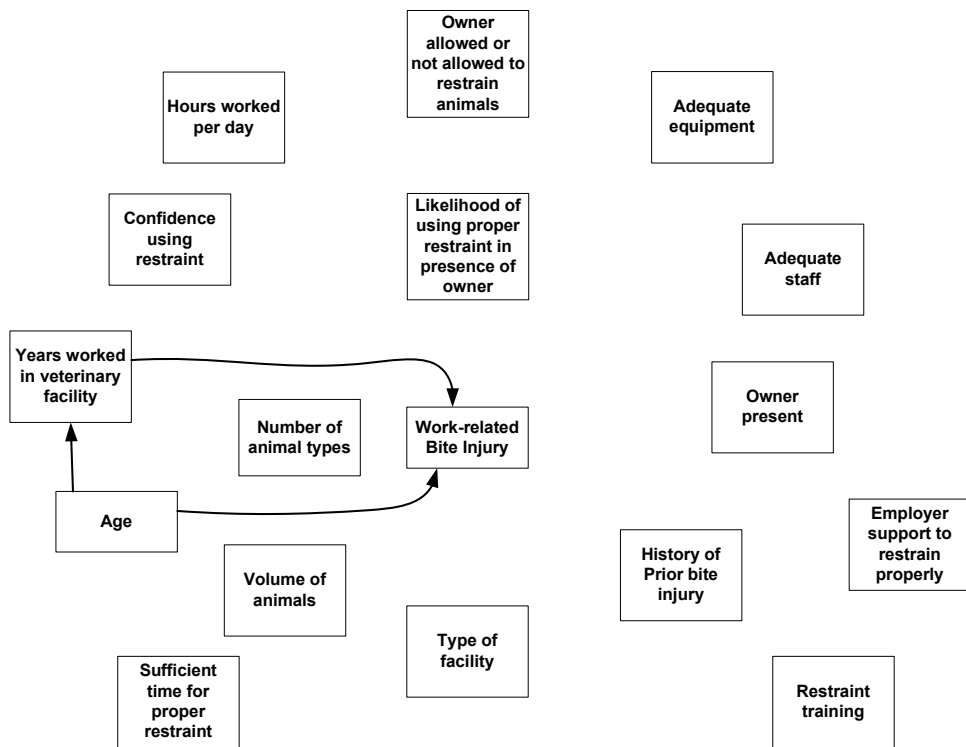 Owner
allowed or
not allowed to
restrain
animals
Hours worked
per day
Adequate
equipment
Confidence
using
restraint
Likelihood of
using proper
restraint in
presence of
owner
Adequate
staff
Years worked
in veterinary
facility
Owner
present
Number of
animal types
Work-related
Bite Injury
Age
Employer
support to
restrain
properly
History of
Prior bite
injury
Volume of
animals
Type of
facility
Sufficient
time for
proper
restraint
Restraint
training